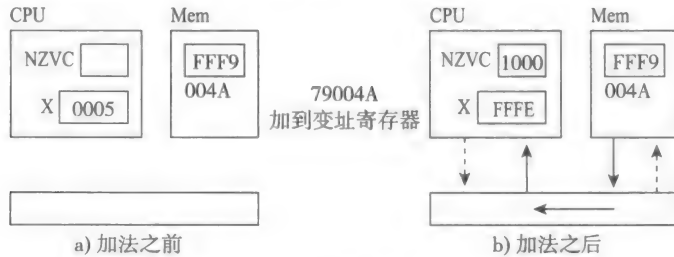 CPU
Mem
NZVC
FFF9
004A
X 0005
a) 加法之前
79004A
加到变址寄存器
CPU
Mem
NZVC 1000
FFF9
004A
X FFFE
b) 加法之后